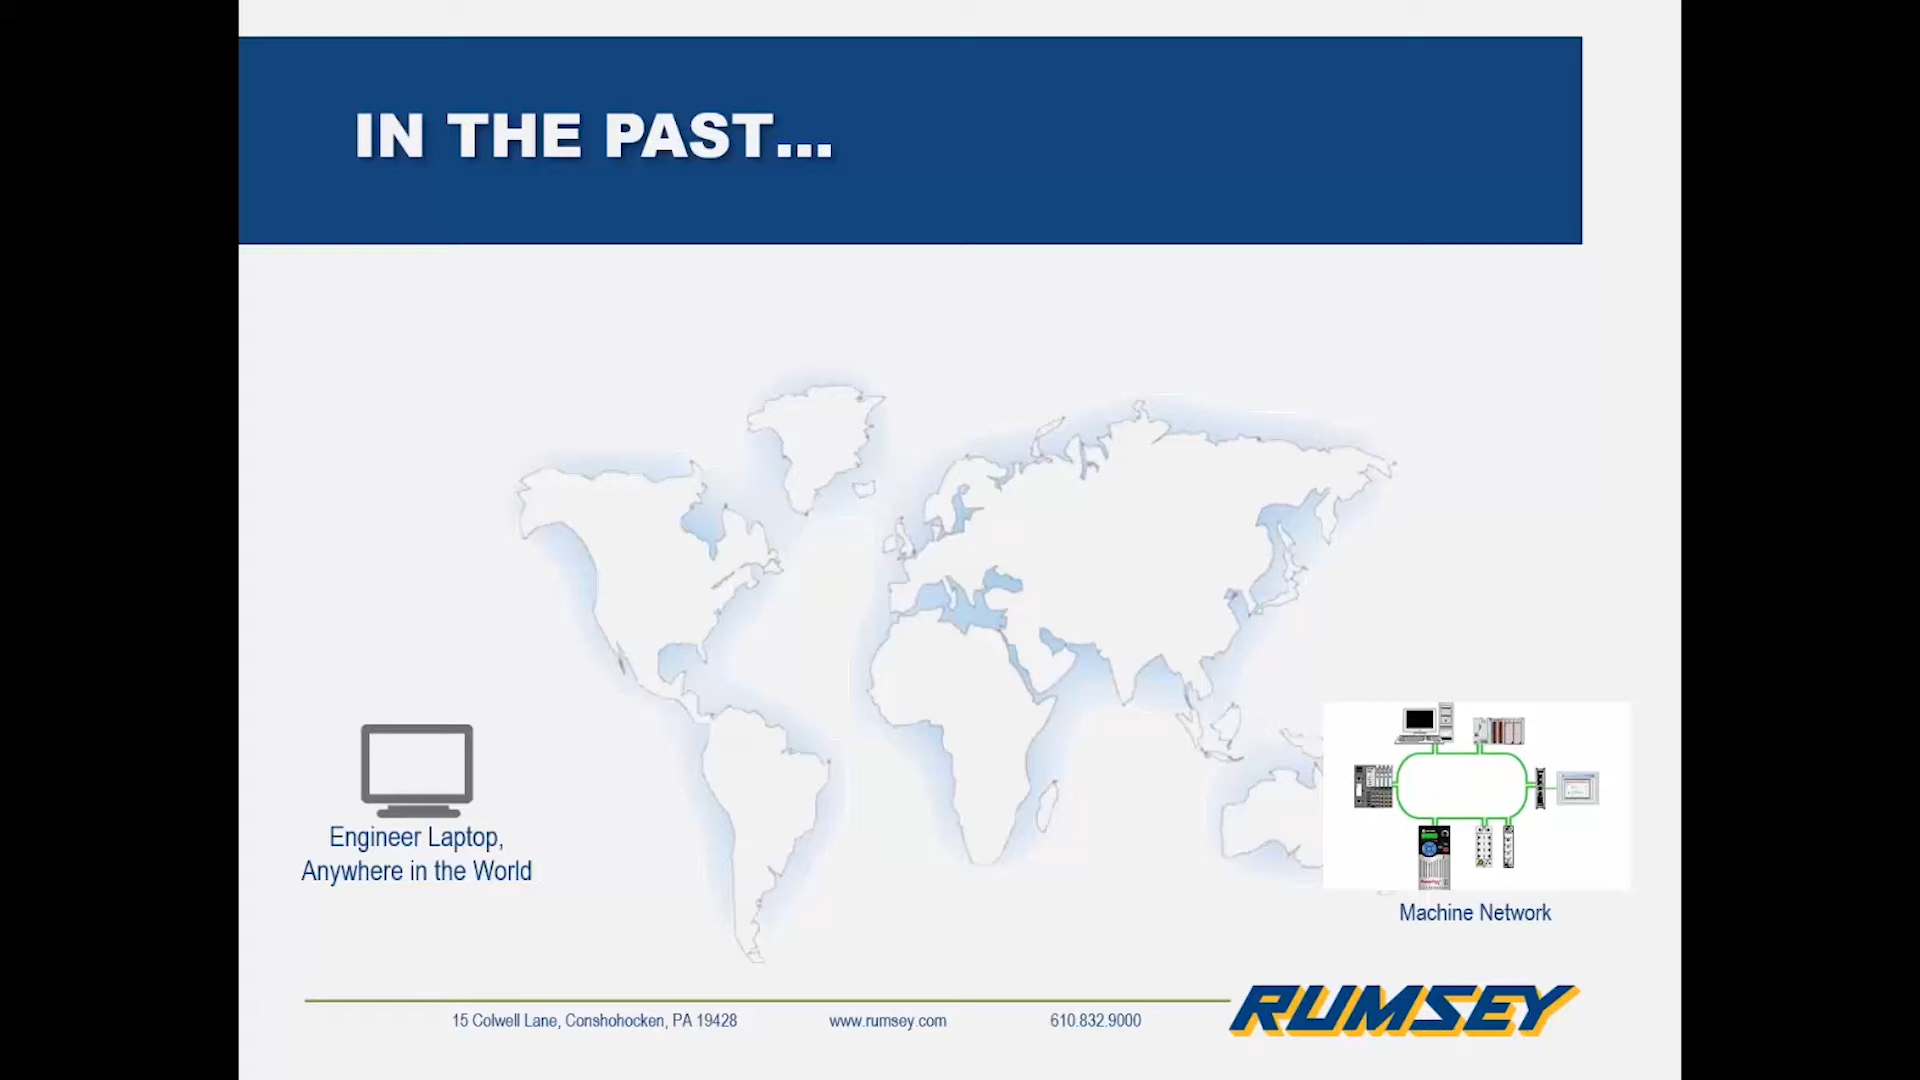 IN THE PAST...
Engineer Laptop,
Anywhere in the World
Machine Network
15 Colwell Lane, Conshohocken, PA 19428 www.rumsey.com 610.832.9000
RUMSEY